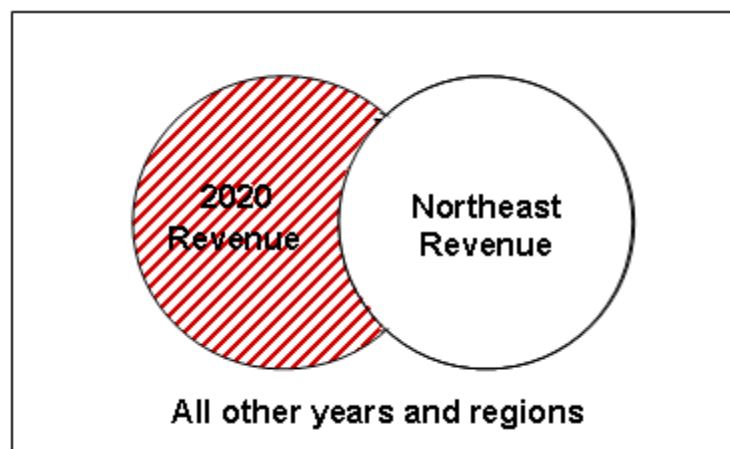 2020
Revenue
Northeast
Revenue
All other years and regions